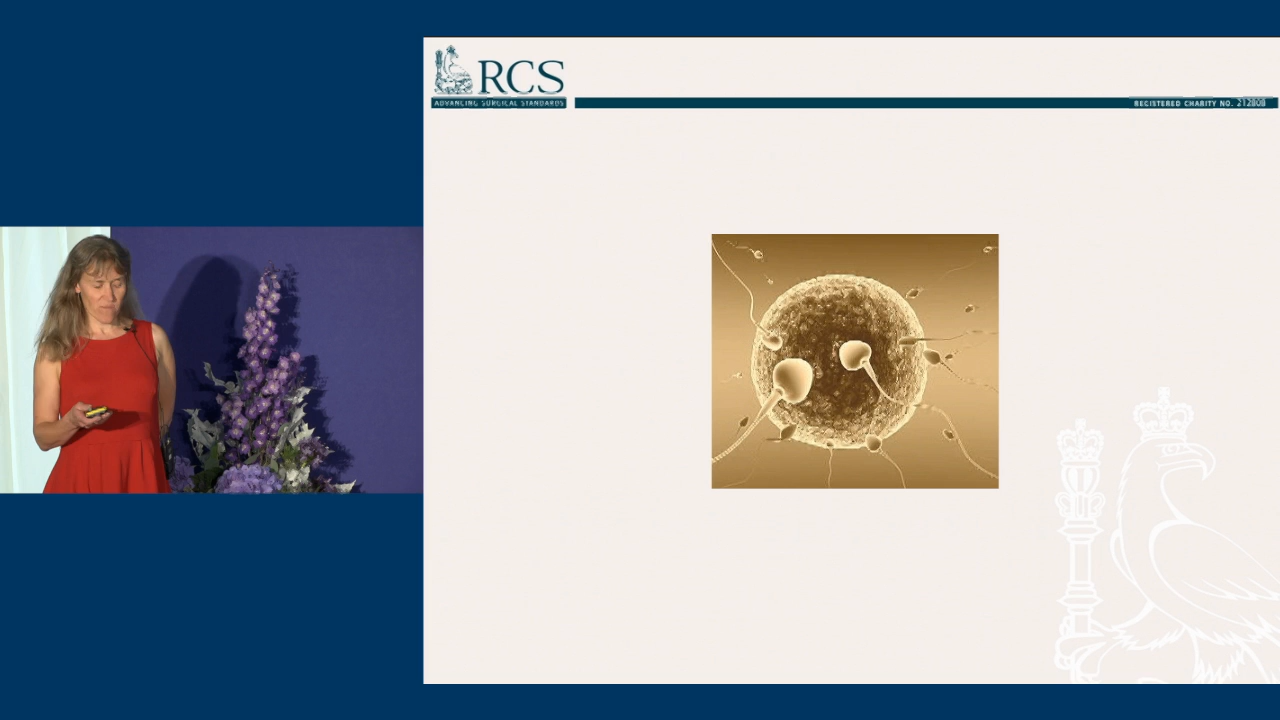 RCS
ADVANCING SURGICAL STANDARDS
REGISTERED CHARITY NO. 212808